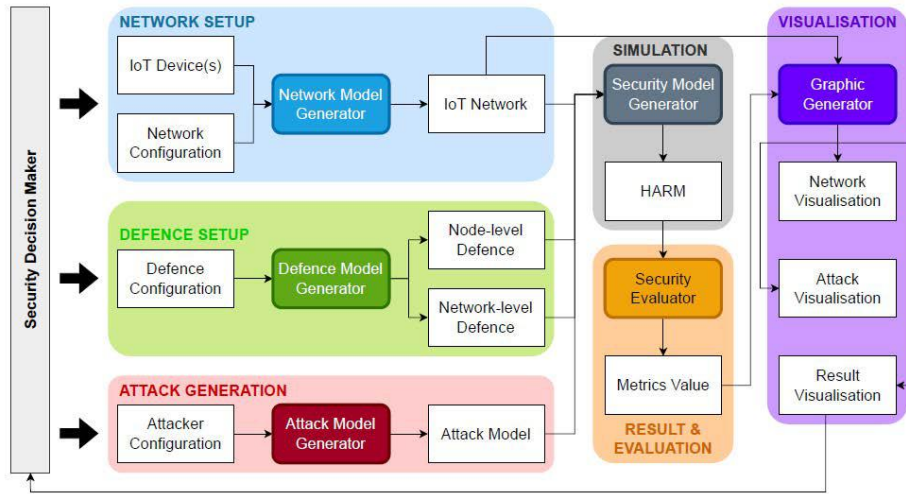 Security Decision Maker
NETWORK SETUP
IoT Device(s)
Network
Configuration
Network Model
Generator
IoT Network
DEFENCE SETUP
Defence
Configuration
Defence Model
Generator
Node-level
Defence
Network-level
Defence
ATTACK GENERATION
Attacker
Configuration
Attack Model
Generator
Attack Model
SIMULATION
Security Model
Generator
HARM
Security
Evaluator
Metrics Value
RESULT &
EVALUATION
VISUALISATION
Graphic
Generator
Network
Visualisation
Attack
Visualisation
Result
Visualisation